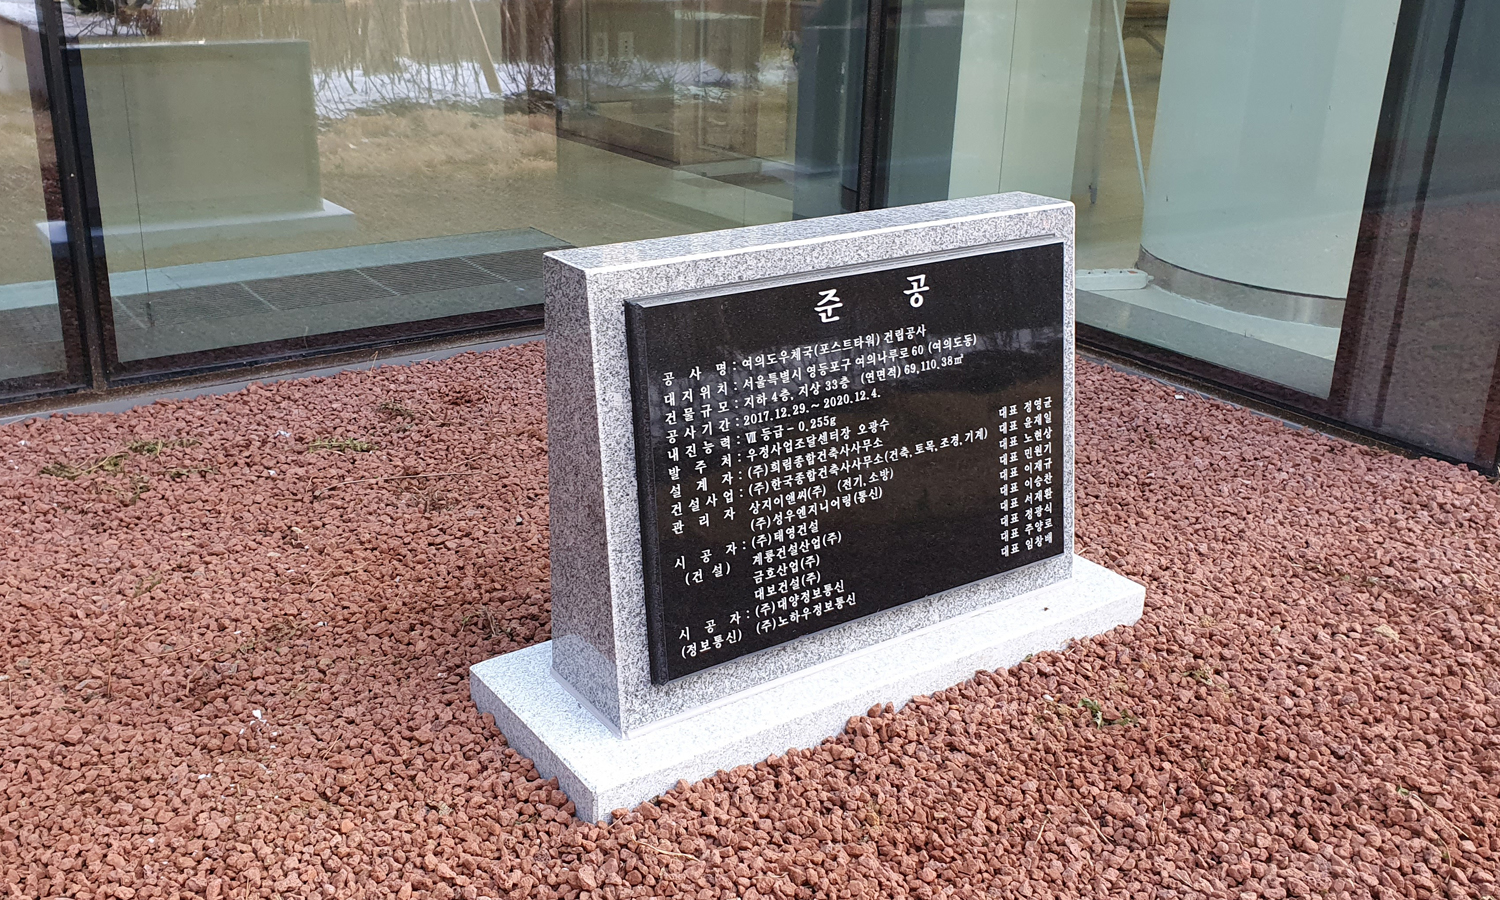 준 공
공 사 명 : 여의도우체국(포스트타워) 건립공사
대 지 위 치 : 서울특별시 영등포구 여의나루로 60 (여의도동)
건 물 규 모 : 지하 4층, 지상 33층 (연면적) 69,110.38㎡
공 사 기 간 : 2017.12.29.~ 2020.12.4.
내 진 능 력 : Ⅶ 등급 - 0.255g
발 주 처 : 우정사업조달센터장 오광수
설 계 자 : (주)희림종합건축사사무소 대표 정영균
건 설 사 업 : (주)한국종합건축사사무소(건축, 토목, 조경, 기계) 대표 윤재일
관 리 자 상지이앤씨(주) (전기, 소방) 대표 노현상
(주)성우엔지니어링(통신) 대표 민원기
시 공 자 : (주)태영건설 대표 이재규
(건 설) 계룡건설산업(주) 대표 이승찬
금호산업(주) 대표 서재환
대보건설(주) 대표 정광식
시 공 자 : (주)대양정보통신 대표 주양로
(정보통신) (주)노하우정보통신 대표 임창배